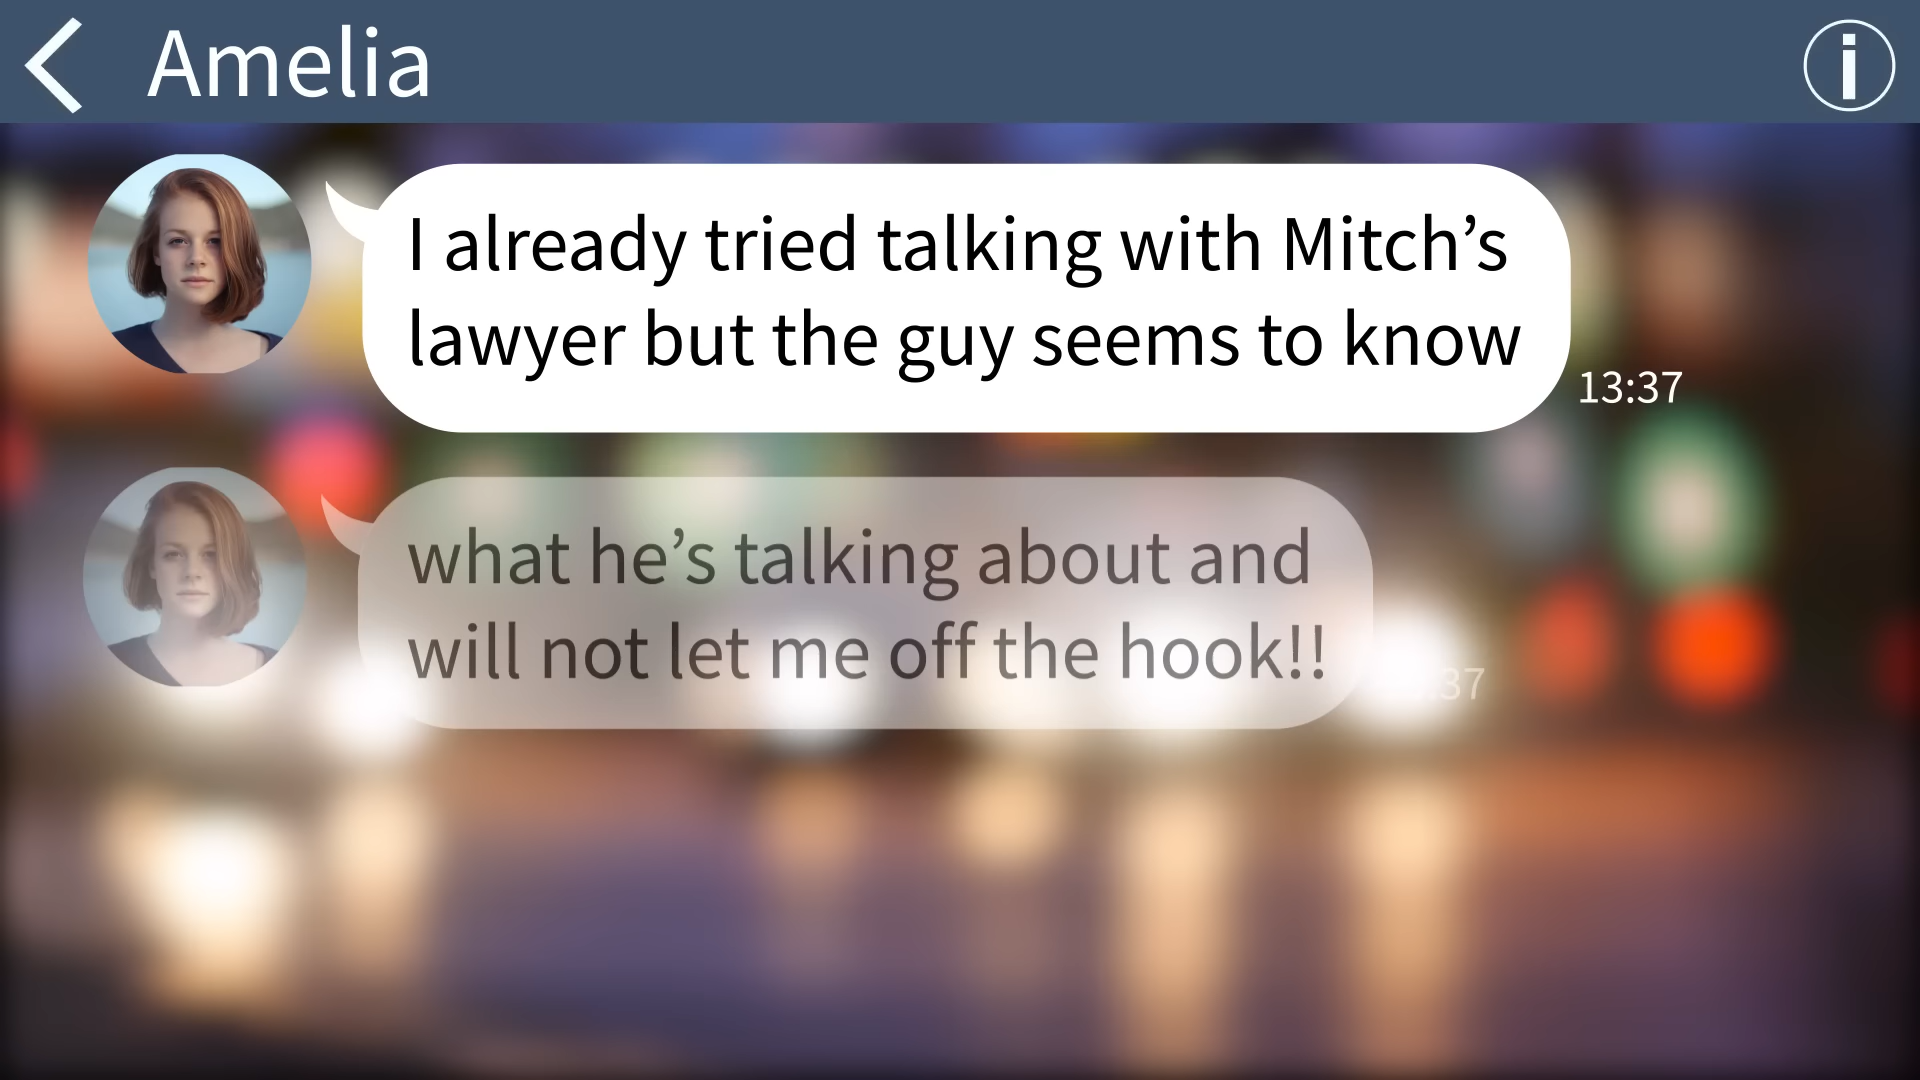 Amelia
I already tried talking with Mitch’s
lawyer but the guy seems to know
13:37
what he’s talking about and
will not let me off the hook!!